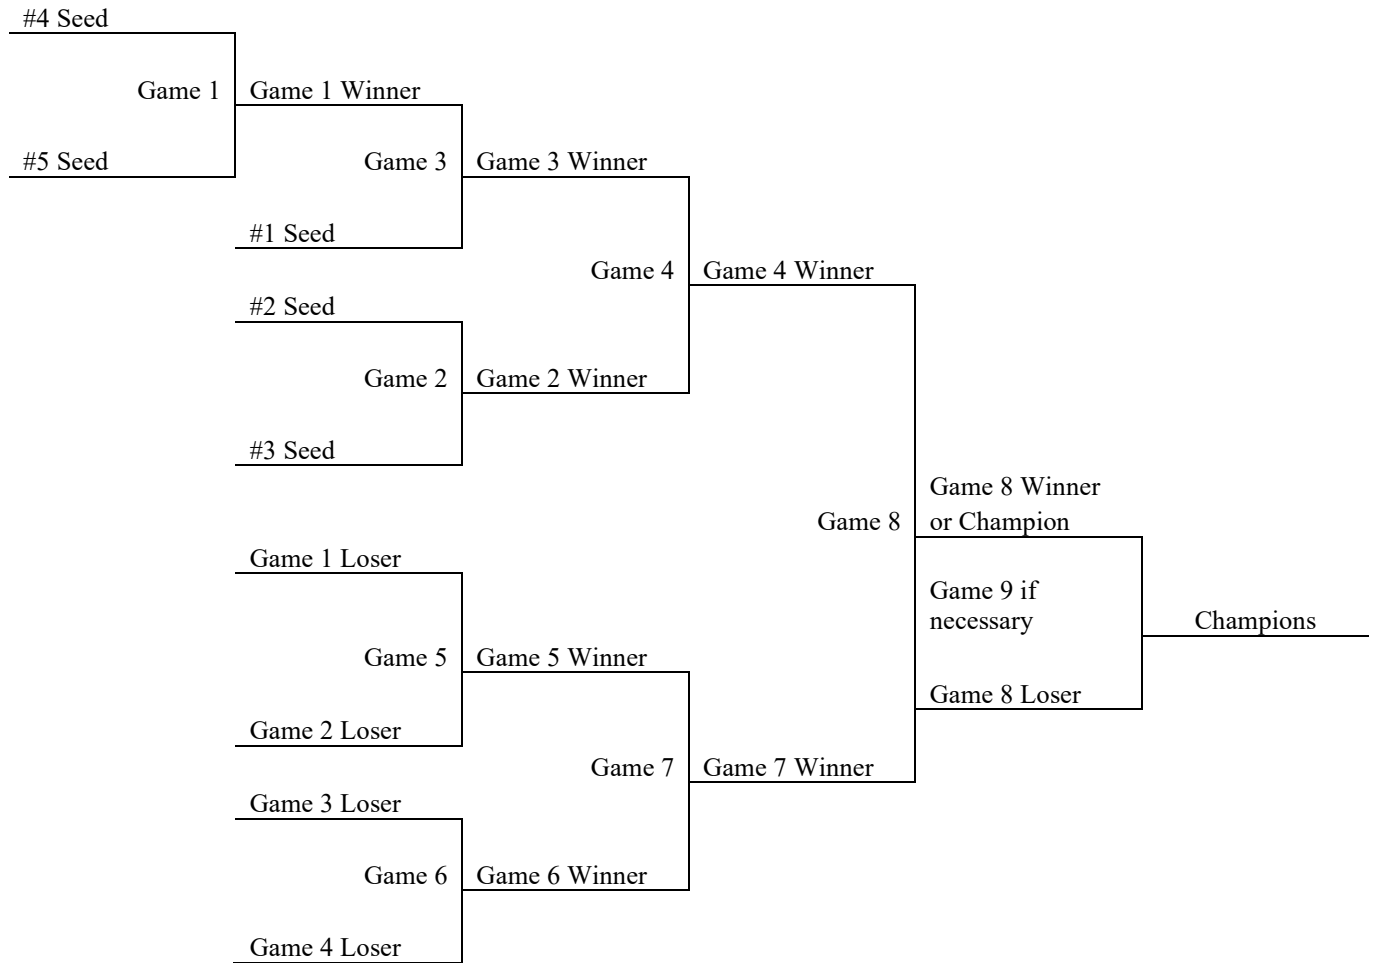 #4 Seed
Game 1
Game 1 Winner
#5 Seed
Game 3
Game 3 Winner
#1 Seed
Game 4
Game 4 Winner
#2 Seed
Game 2
Game 2 Winner
#3 Seed
Game 8 Winner
Game 8
or Champion
Game 1 Loser
Game 9 if
necessary
Champions
Game 5
Game 5 Winner
Game 8 Loser
Game 2 Loser
Game 7
Game 7 Winner
Game 3 Loser
Game 6
Game 6 Winner
Game 4 Loser